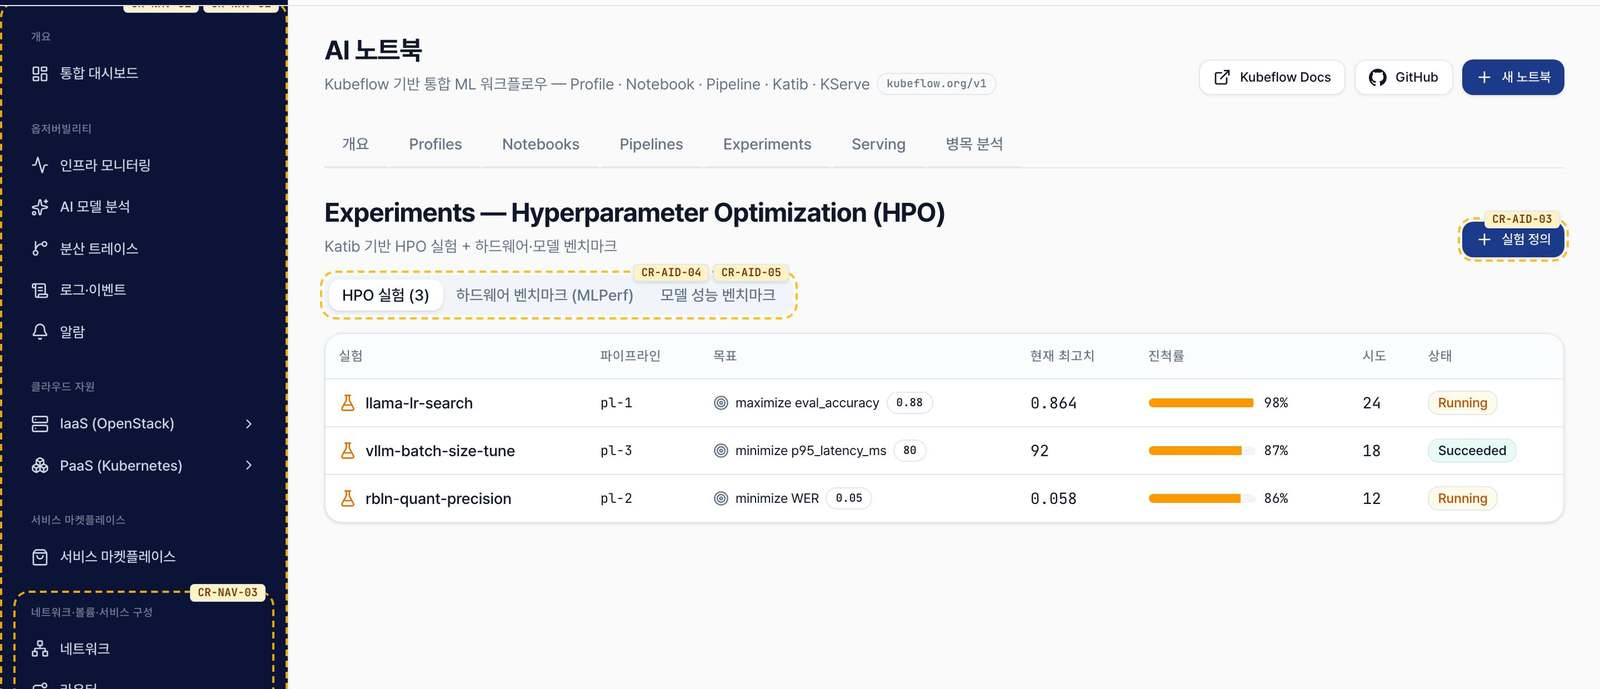 개요
통합 대시보드
옵저버빌리티
인프라 모니터링
AI 모델 분석
분산 트레이스
로그·이벤트
알람
클라우드 자원
IaaS (OpenStack)
PaaS (Kubernetes)
서비스 마켓플레이스
서비스 마켓플레이스
CR-NAV-03
네트워크·볼륨·서비스 구성
네트워크
AI 노트북
Kubeflow 기반 통합 ML 워크플로우 — Profile · Notebook · Pipeline · Katib · KServe kubeflow.org/v1
Kubeflow Docs GitHub + 새 노트북
개요 Profiles Notebooks Pipelines Experiments Serving 병목 분석
Experiments — Hyperparameter Optimization (HPO)
Katib 기반 HPO 실험 + 하드웨어·모델 벤치마크
CR-AID-03
+ 실험 정의
CR-AID-04 CR-AID-05
HPO 실험 (3) 하드웨어 벤치마크 (MLPerf) 모델 성능 벤치마크
실험 파이프라인 목표 현재 최고치 진척률 시도 상태
llama-lr-search pl-1 maximize eval_accuracy 0.88 0.864 98% 24 Running
vllm-batch-size-tune pl-3 minimize p95_latency_ms 80 92 87% 18 Succeeded
rbln-quant-precision pl-2 minimize WER 0.05 0.058 86% 12 Running